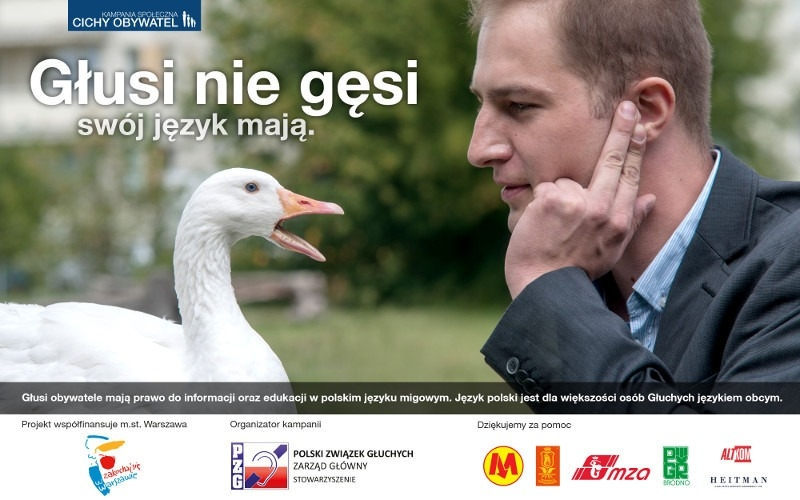 KAMPANIA SPOŁECZNA
CICHY OBYWATEL
Głusi nie gęsi
swój język mają.
Głusi obywatele mają prawo do informacji oraz edukacji w polskim języku migowym. Język polski jest dla większości osób Głuchych językiem obcym.
Projekt współfinansuje m.st. Warszawa
Organizator kampanii
Dziękujemy za pomoc
zakochaj się
w Warszawie
PZG
POLSKI ZWIĄZEK GŁUCHYCH
ZARZĄD GŁÓWNY
STOWARZYSZENIE
M
mza
BRÓDNO
ALTKOM
HEITMAN